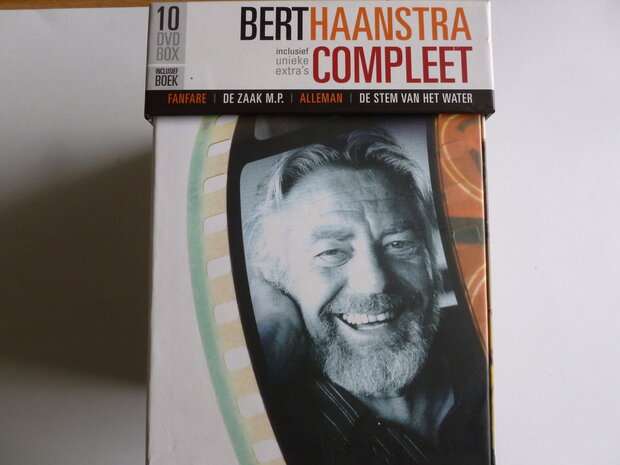 10
DVD
BOX
INCLUSIEF
BOEK
BERTHAANSTRA
inclusief
unieke
extra's
COMPLEET
FANFARE | DE ZAAK M.P. | ALLEMAN | DE STEM VAN HET WATER